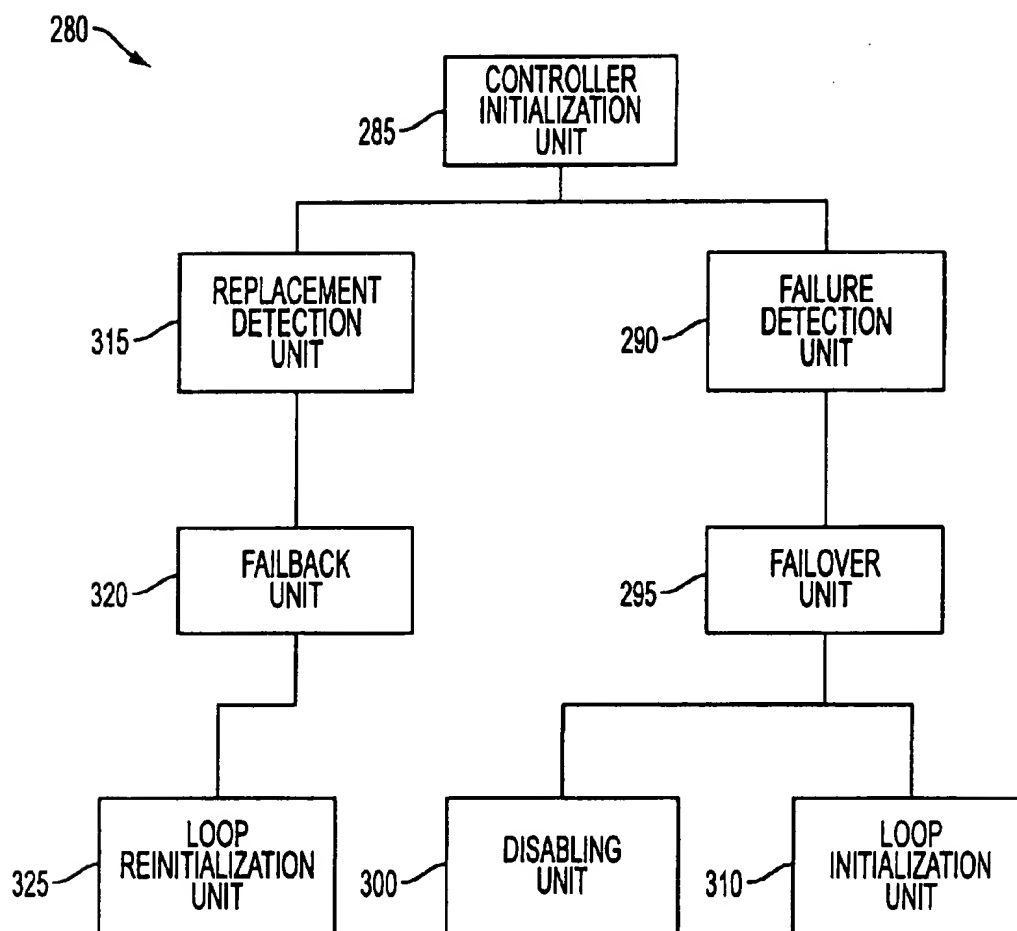 280
CONTROLLER
INITIALIZATION
UNIT
285
REPLACEMENT
DETECTION
UNIT
315
FAILURE
DETECTION
UNIT
290
FAILBACK
UNIT
320
FAILOVER
UNIT
295
LOOP
REINITIALIZATION
UNIT
325
DISABLING
UNIT
300
LOOP
INITIALIZATION
UNIT
310